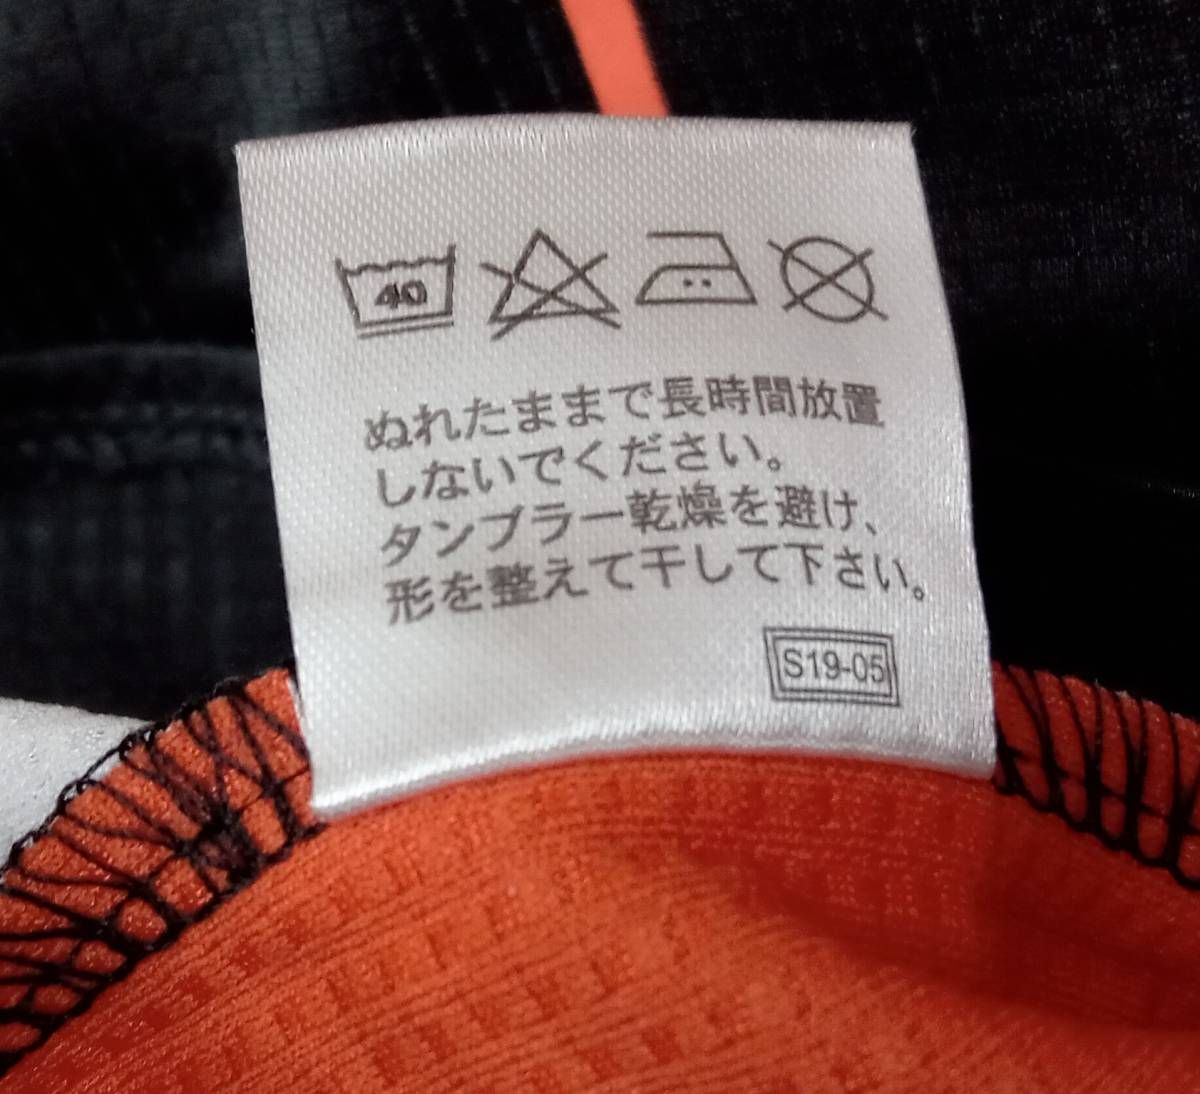 40
ぬれたままで長時間放置
しないでください。
タンブラー乾燥を避け、
形を整えて干して下さい。
S19-05